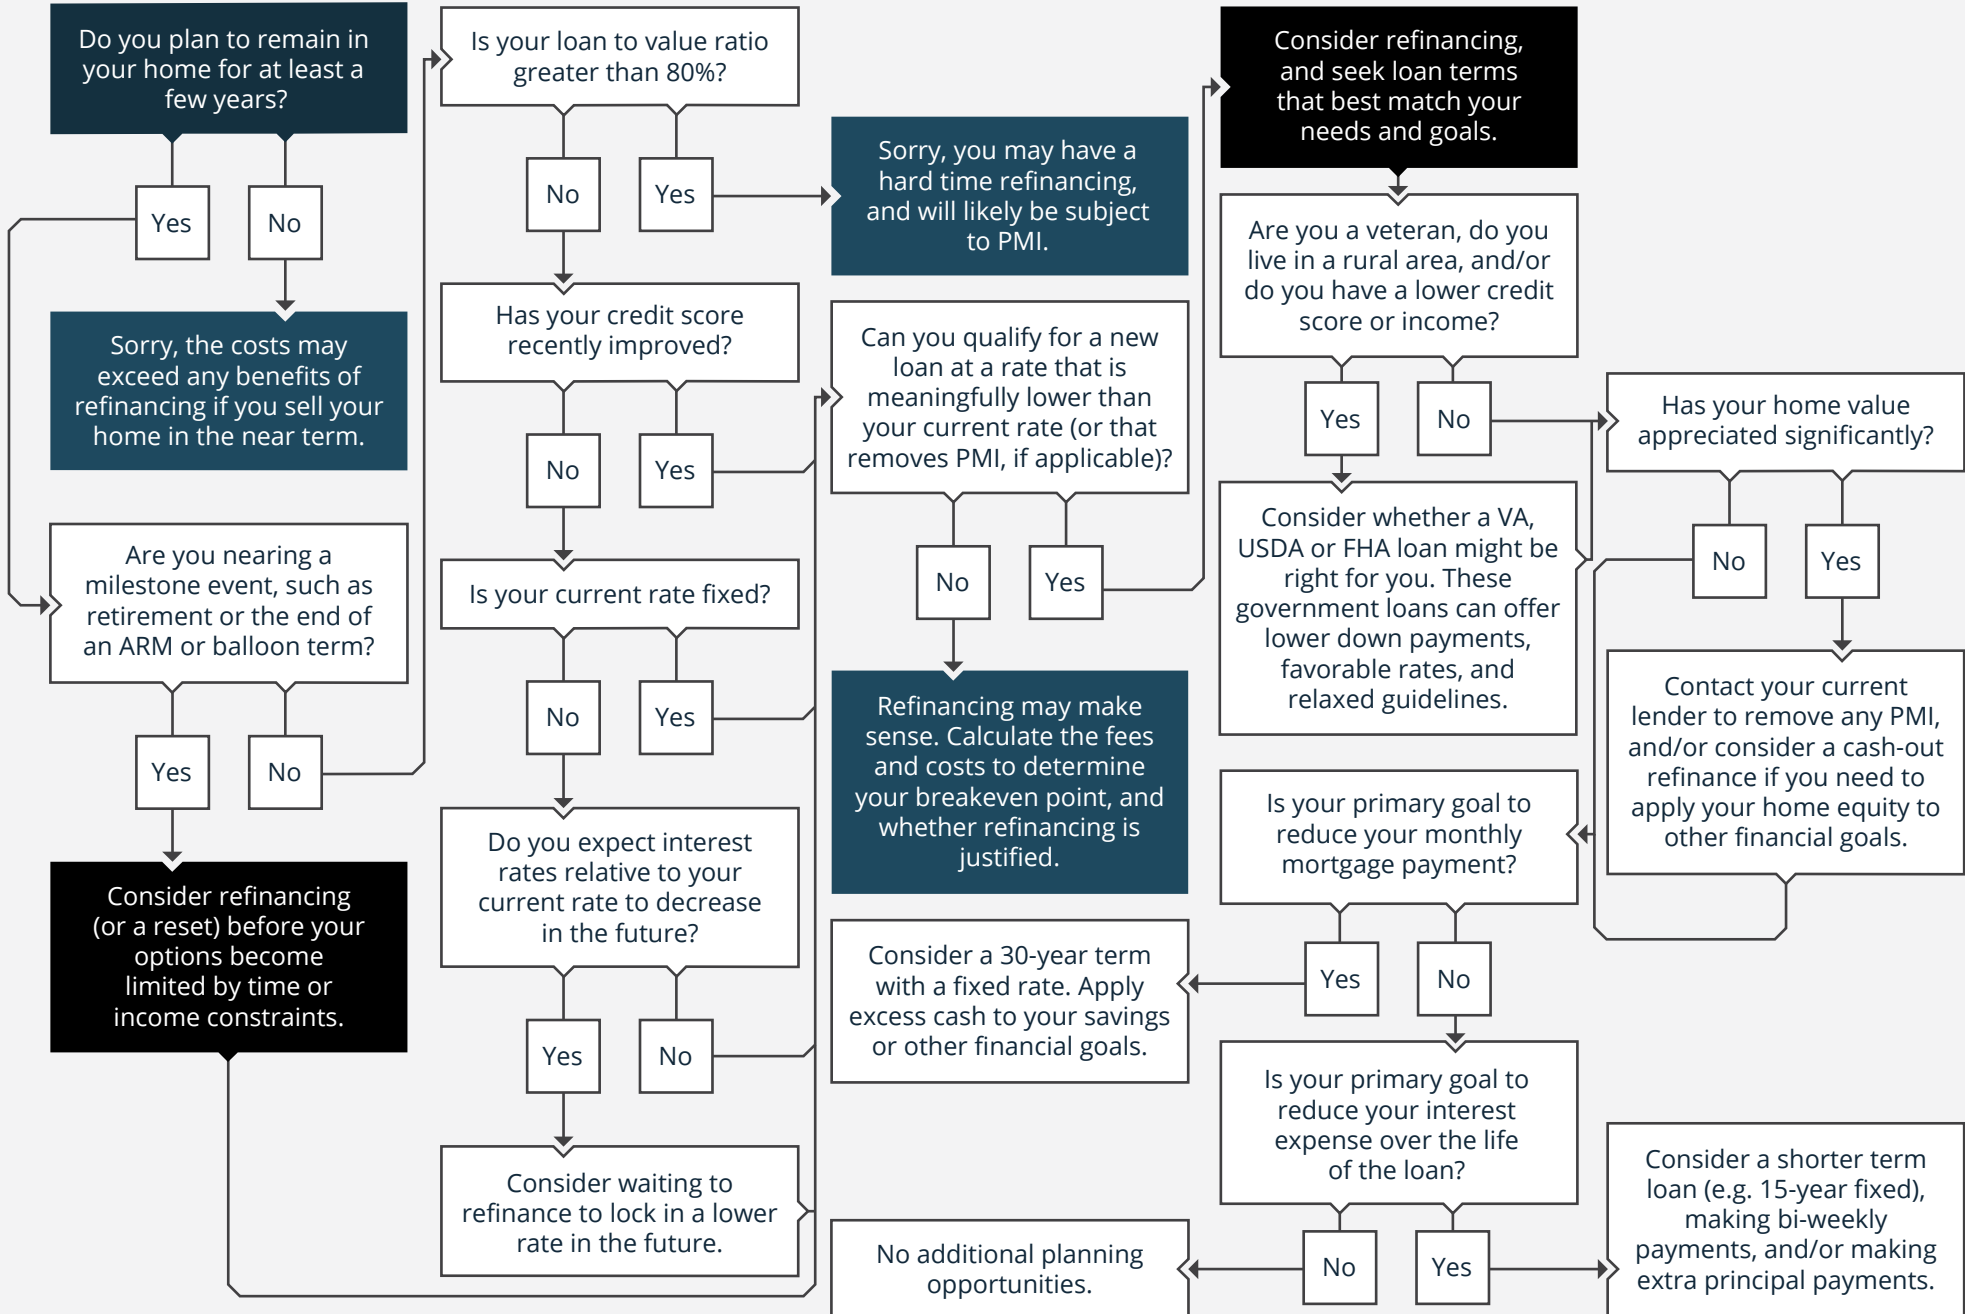 Do you plan to remain in
your home for at least a
few years?
Yes
No
Sorry, the costs may
exceed any benefits of
refinancing if you sell your
home in the near term.
Are you nearing a
milestone event, such as
retirement or the end of
an ARM or balloon term?
Yes
No
Consider refinancing
(or a reset) before your
options become
limited by time or
income constraints.
Is your loan to value ratio
greater than 80%?
No
Yes
Sorry, you may have a
hard time refinancing,
and will likely be subject
to PMI.
Has your credit score
recently improved?
No
Yes
Is your current rate fixed?
No
Yes
Do you expect interest
rates relative to your
current rate to decrease
in the future?
Yes
No
Consider waiting to
refinance to lock in a lower
rate in the future.
Can you qualify for a new
loan at a rate that is
meaningfully lower than
your current rate (or that
removes PMI, if applicable)?
No
Yes
Refinancing may make
sense. Calculate the fees
and costs to determine
your breakeven point, and
whether refinancing is
justified.
Consider refinancing,
and seek loan terms
that best match your
needs and goals.
Are you a veteran, do you
live in a rural area, and/or
do you have a lower credit
score or income?
Yes
No
Consider whether a VA,
USDA or FHA loan might be
right for you. These
government loans can offer
lower down payments,
favorable rates, and
relaxed guidelines.
Has your home value
appreciated significantly?
No
Yes
Contact your current
lender to remove any PMI,
and/or consider a cash-out
refinance if you need to
apply your home equity to
other financial goals.
Is your primary goal to
reduce your monthly
mortgage payment?
Yes
No
Consider a 30-year term
with a fixed rate. Apply
excess cash to your savings
or other financial goals.
Is your primary goal to
reduce your interest
expense over the life
of the loan?
No
Yes
No additional planning
opportunities.
Consider a shorter term
loan (e.g. 15-year fixed),
making bi-weekly
payments, and/or making
extra principal payments.